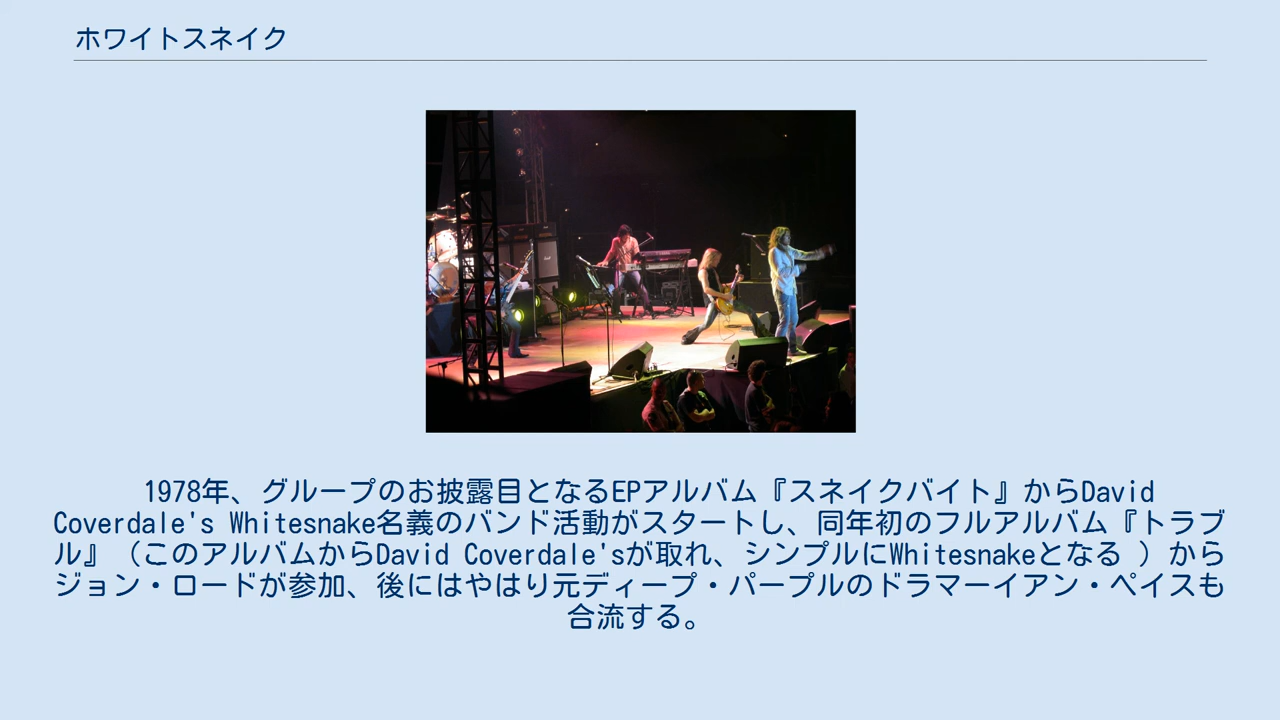 ホワイトスネイク
1978年、グループのお披露目となるEPアルバム『スネイクバイト』からDavid
Coverdale's Whitesnake名義のバンド活動がスタートし、同年初のフルアルバム『トラブ
ル』（このアルバムからDavid Coverdale'sが取れ、シンプルにWhitesnakeとなる ）から
ジョン・ロードが参加、後にはやはり元ディープ・パープルのドラマーイアン・ペイスも
合流する。